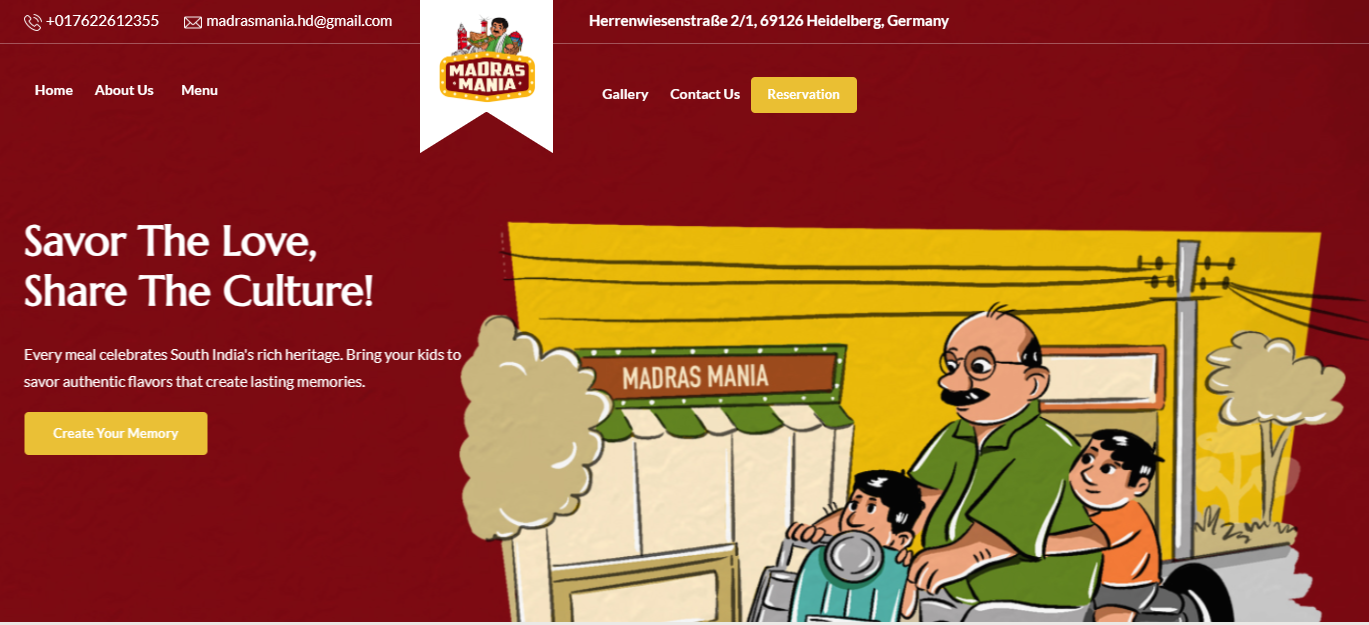 +017622612355 madrasmania.hd@gmail.com Herrenwiesenstraße 2/1, 69126 Heidelberg, Germany
MADRAS
MANIA
Home About Us Menu Gallery Contact Us Reservation
Savor The Love,
Share The Culture!
Every meal celebrates South India's rich heritage. Bring your kids to
savor authentic flavors that create lasting memories.
Create Your Memory
MADRAS MANIA